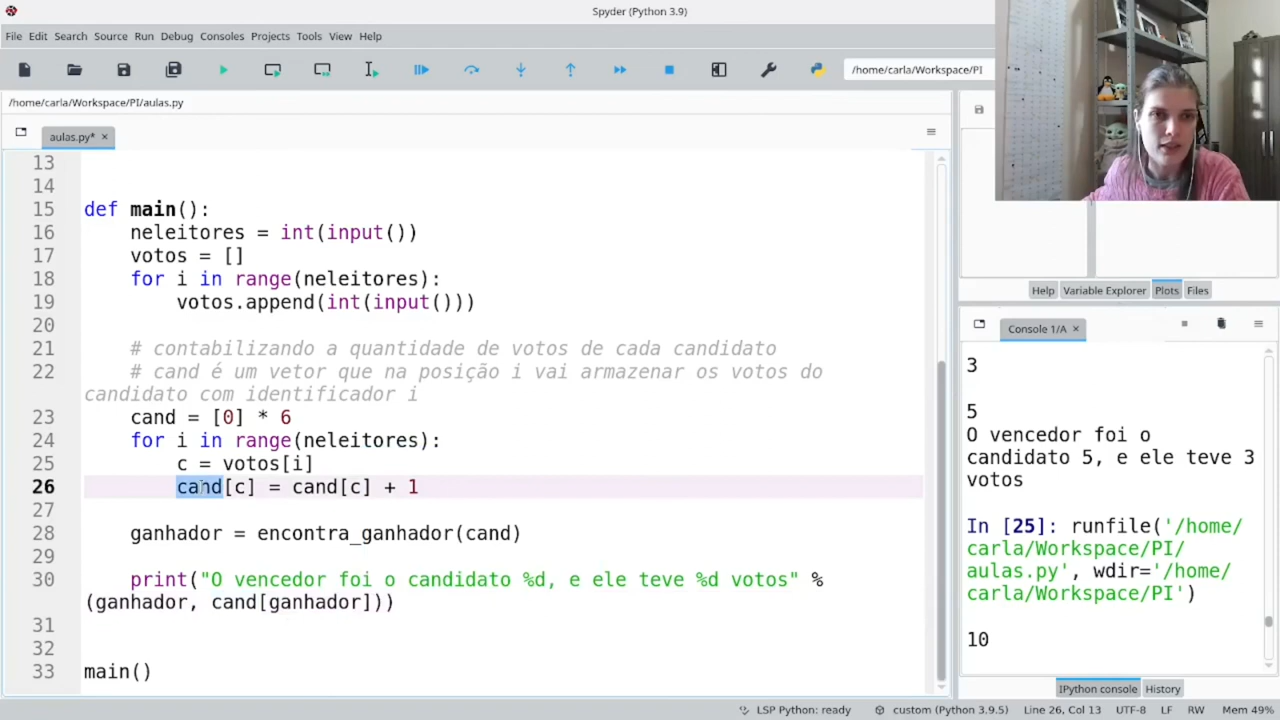 Spyder (Python 3.9)
File Edit Search Source Run Debug Consoles Projects Tools View Help
/home/carla/Workspace/PI
/home/carla/Workspace/PI/aulas.py
aulas.py*
13
14
15 def main():
16 neleitores = int(input())
17 votos = []
18 for i in range(neleitores):
19 votos.append(int(input()))
20
21 # contabilizando a quantidade de votos de cada candidato
22 # cand é um vetor que na posição i vai armazenar os votos do
candidato com identificador i
23 cand = [0] * 6
24 for i in range(neleitores):
25 c = votos[i]
26 cand[c] = cand[c] + 1
27
28 ganhador = encontra_ganhador(cand)
29
30 print("O vencedor foi o candidato %d, e ele teve %d votos" %
(ganhador, cand[ganhador]))
31
32
33 main()
Help Variable Explorer Plots Files
Console 1/A
3
5
O vencedor foi o
candidato 5, e ele teve 3
votos
In [25]: runfile('/home/
carla/Workspace/PI/
aulas.py', wdir='/home/
carla/Workspace/PI')
10
IPython console History
LSP Python: ready custom (Python 3.9.5) Line 26, Col 13 UTF-8 LF RW Mem 49%